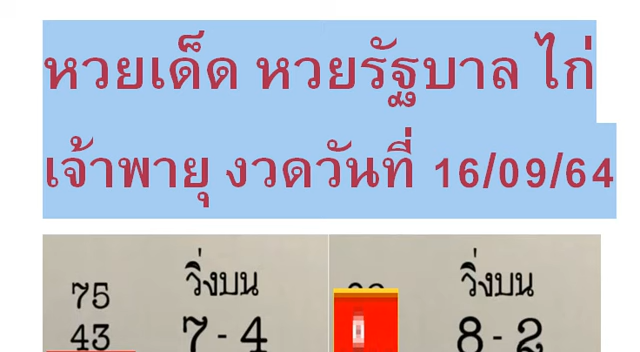 หวยเด็ด หวยรัฐบาล ไก่
เจ้าพายุ งวดวันที่ 16/09/64
75
วิ่งบน
วิ่งบน
43
7-4
8-2